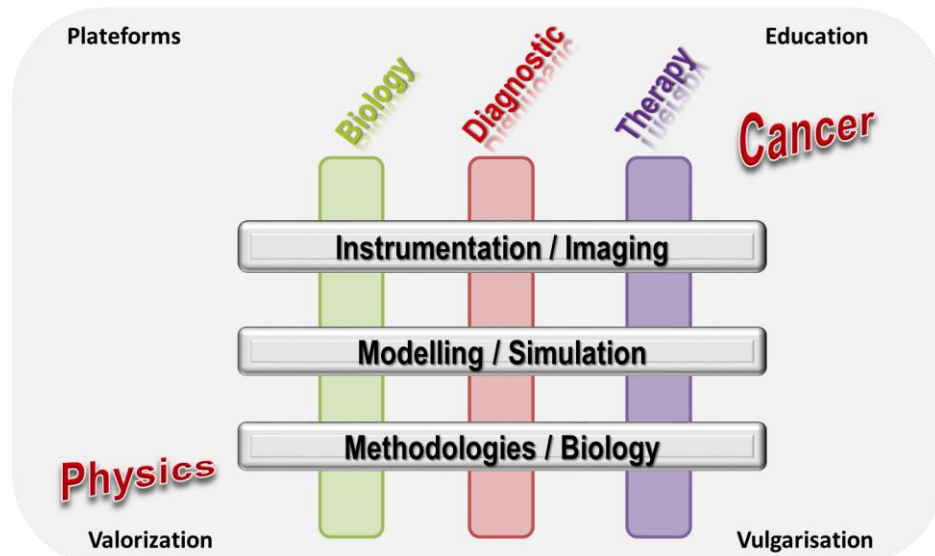 Plateforms
Education
Biology
Diagnostic
Therapy
Cancer
Instrumentation / Imaging
Modelling / Simulation
Methodologies / Biology
Physics
Valorization
Vulgarisation